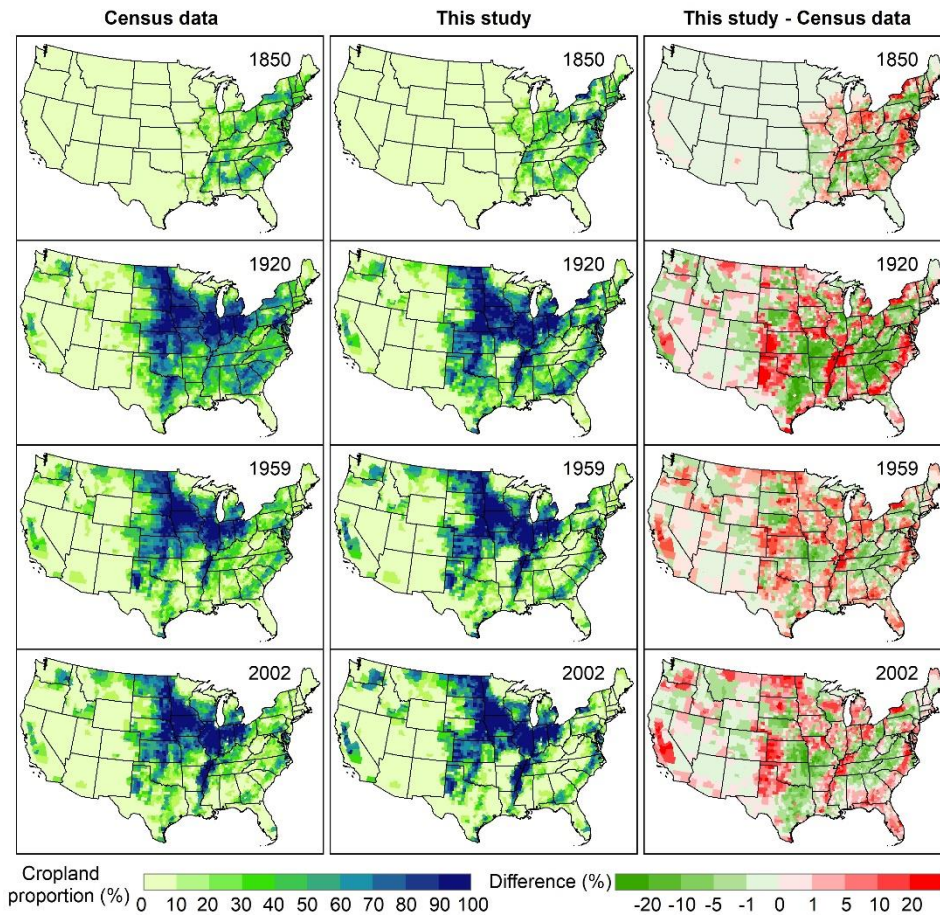 Census data
This study
This study - Census data
1850
1850
1850
1920
1920
1920
1959
1959
1959
2002
2002
2002
Cropland
proportion (%)
0 10 20 30 40 50 60 70 80 90 100
Difference (%)
-20 -10 -5 -1 0 1 5 10 20